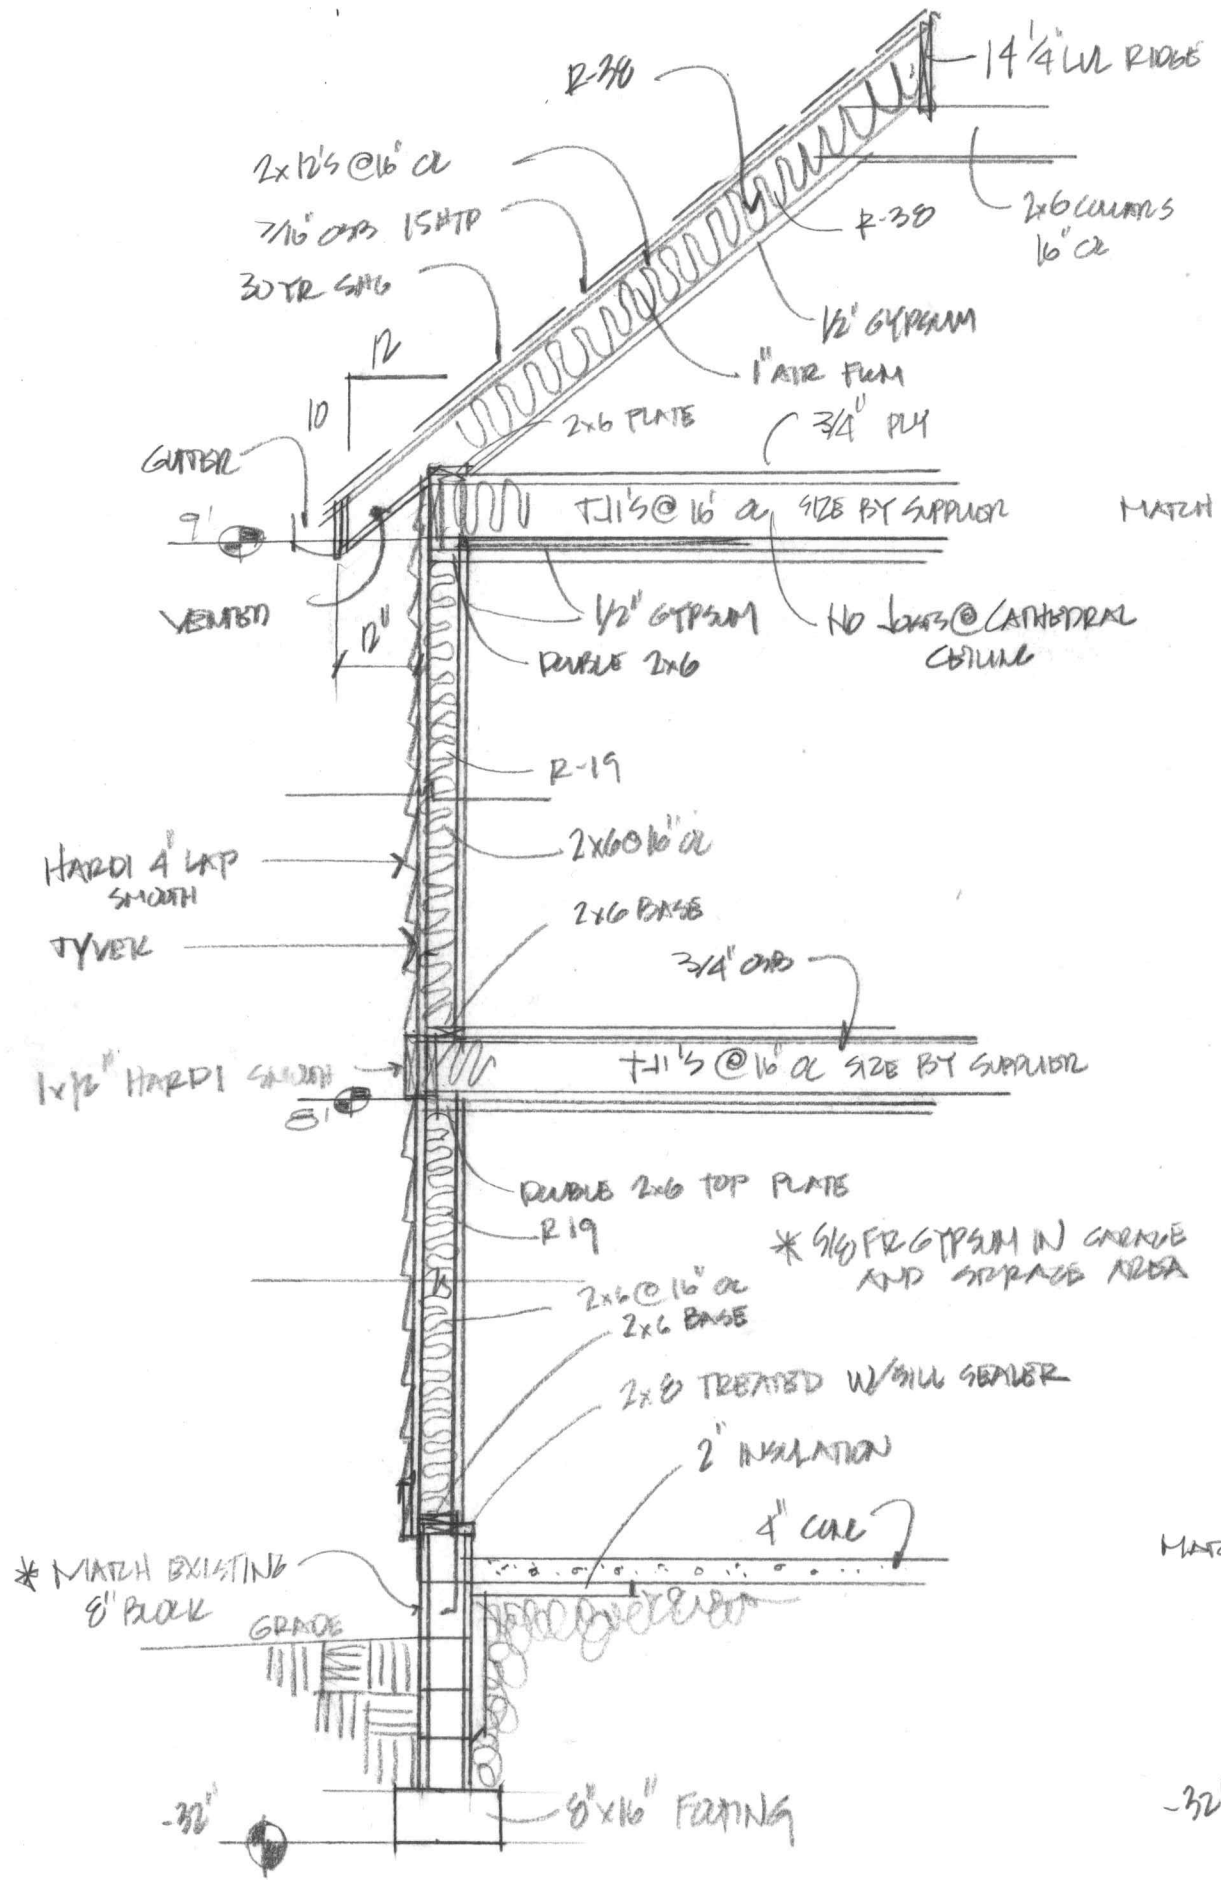 14 1/4" LVL RIDGE
R-38
2x12'S @ 16" OC
7/16" OSB 15# TP
30 YR SHG
R-38
2x6 COLLARS
16" OC
1/2" GYPSUM
1" AIR FLM
12
10
2x6 PLATE
3/4" PLY
GUTTER
9'
TJI'S @ 16" OC SIZE BY SUPPLIER
MATCH
VENTED
12"
1/2" GYPSUM
NO JOISTS @ CATHEDRAL
CEILING
DOUBLE 2x6
R-19
2x6@16" OC
HARDI 4" LAP
SMOOTH
2x6 BASE
TYVEK
3/4" OSB
1x12" HARDI SMOOTH
TJI'S @ 16" OC SIZE BY SUPPLIER
8'
DOUBLE 2x6 TOP PLATE
R19
* 5/8 FR GYPSUM IN GARAGE
AND STORAGE AREA
2x6 @ 16" OC
2x6 BASE
2x8 TREATED W/SILL SEALER
2" INSULATION
4" CONC
* MATCH EXISTING
8" BLOCK
GRADE
-32"
8"x16" FOOTING
-32